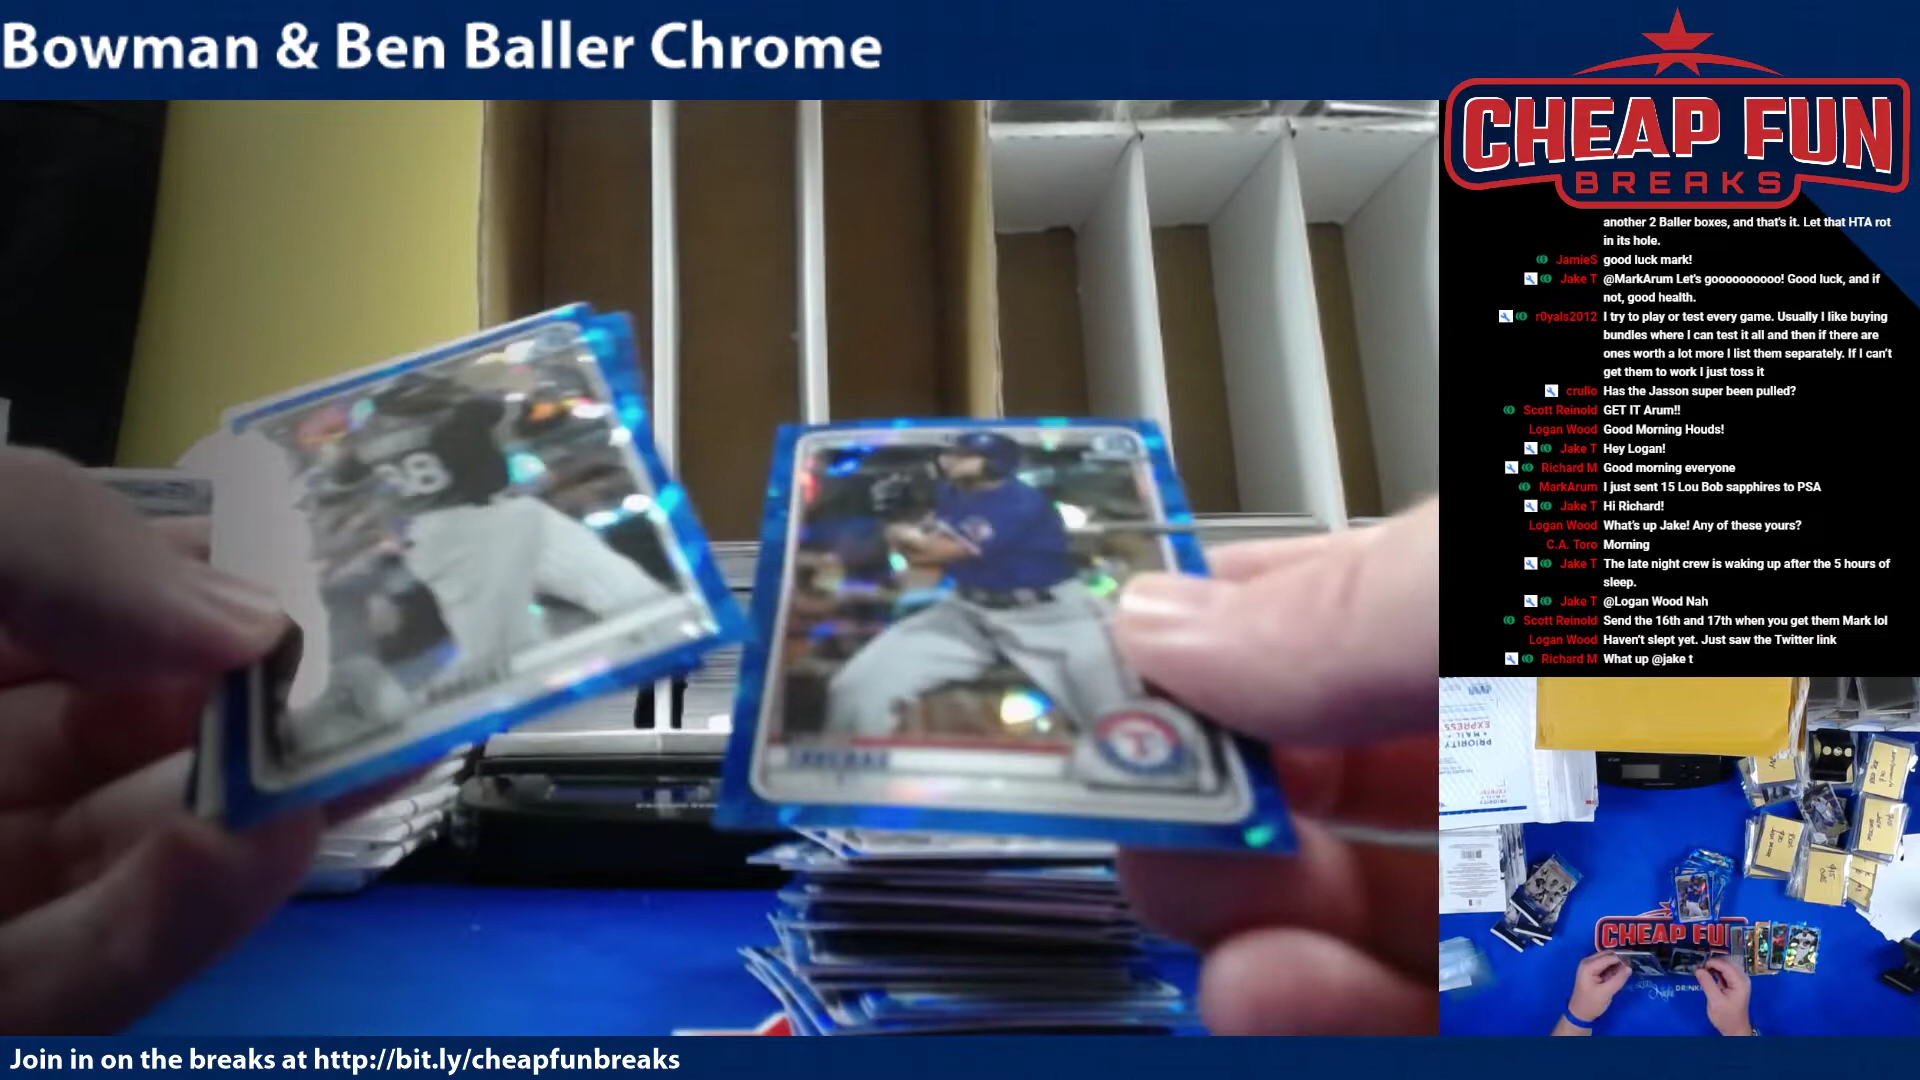 Bowman & Ben Baller Chrome
CHEAP FUN
BREAKS
another 2 Baller boxes, and that's it. Let that HTA rot
in its hole.
JamieS good luck mark!
Jake T @MarkArum Let's goooooooooo! Good luck, and if
not, good health.
r0yals2012 I try to play or test every game. Usually I like buying
bundles where I can test it all and then if there are
ones worth a lot more I list them separately. If I can't
get them to work I just toss it
crulio Has the Jasson super been pulled?
Scott Reinold GET IT Arum!!
Logan Wood Good Morning Houds!
Jake T Hey Logan!
Richard M Good morning everyone
MarkArum I just sent 15 Lou Bob sapphires to PSA
Jake T Hi Richard!
Logan Wood What's up Jake! Any of these yours?
C.A. Toro Morning
Jake T The late night crew is waking up after the 5 hours of
sleep.
Jake T @Logan Wood Nah
Scott Reinold Send the 16th and 17th when you get them Mark lol
Logan Wood Haven't slept yet. Just saw the Twitter link
Richard M What up @jake t
88
T
EXPRESS
MAIL
PRIORITY
CHEAP FU
Join in on the breaks at http://bit.ly/cheapfunbreaks